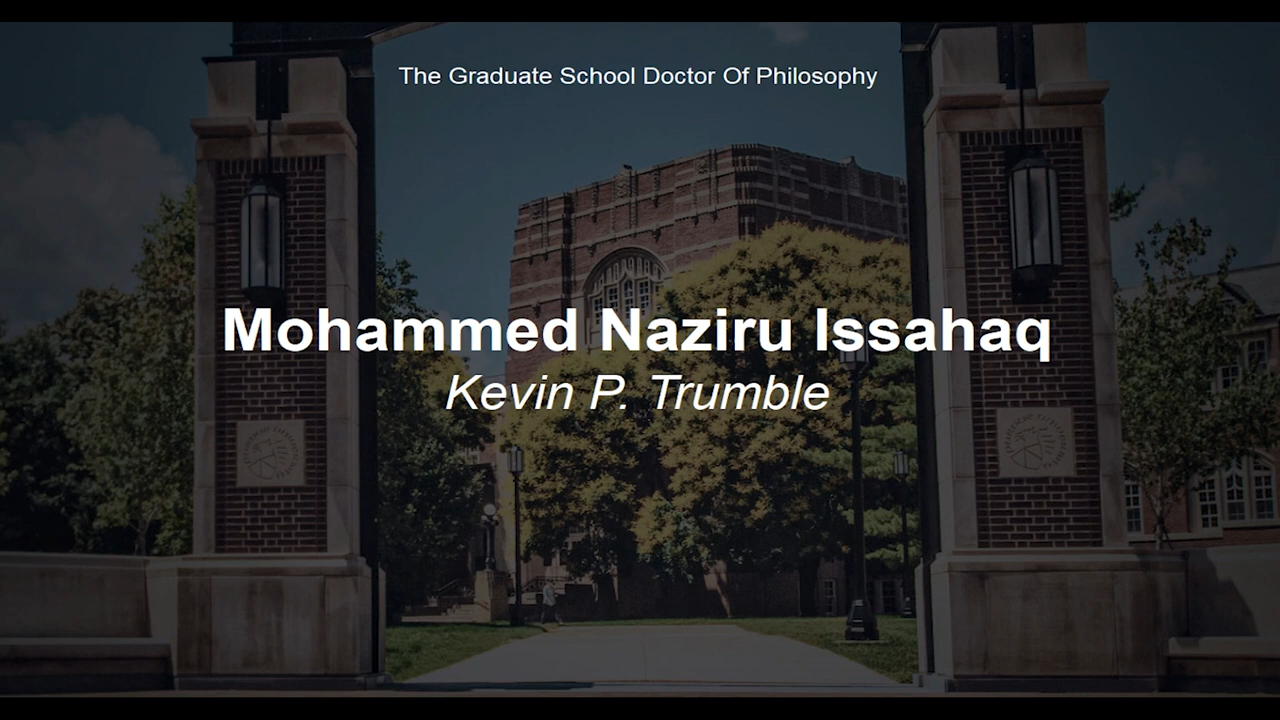 The Graduate School Doctor Of Philosophy
Mohammed Naziru Issahaq
Kevin P. Trumble